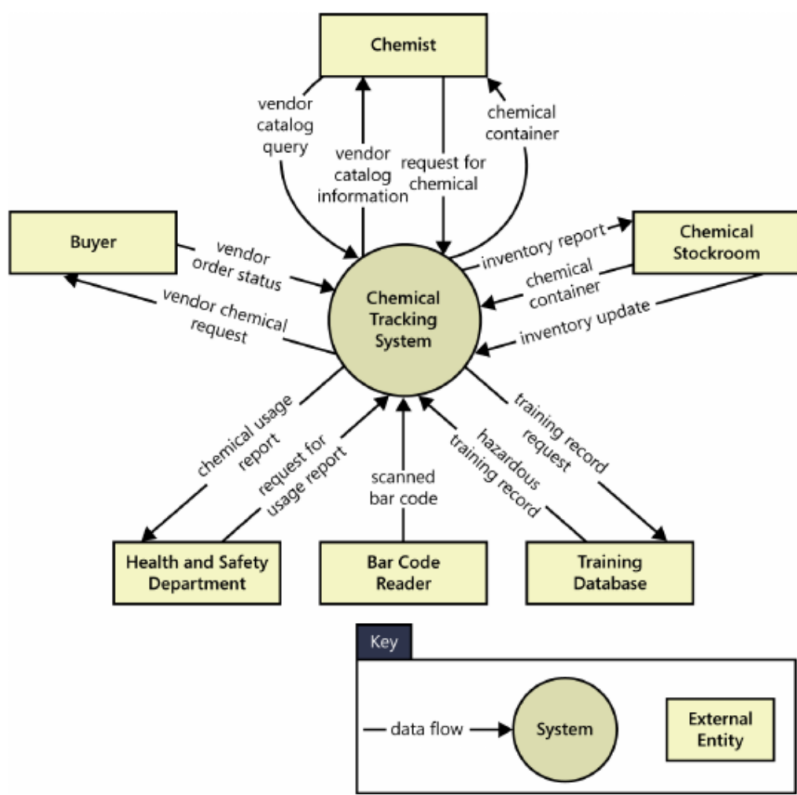 Chemist
vendor
catalog
query
vendor
catalog
information
request for
chemical
chemical
container
Buyer
vendor
order status
vendor chemical
request
Chemical
Tracking
System
inventory report
chemical
container
inventory update
Chemical
Stockroom
chemical usage
report
request for
usage report
scanned
bar code
hazardous
training record
training record
request
Health and Safety
Department
Bar Code
Reader
Training
Database
Key
data flow
System
External
Entity